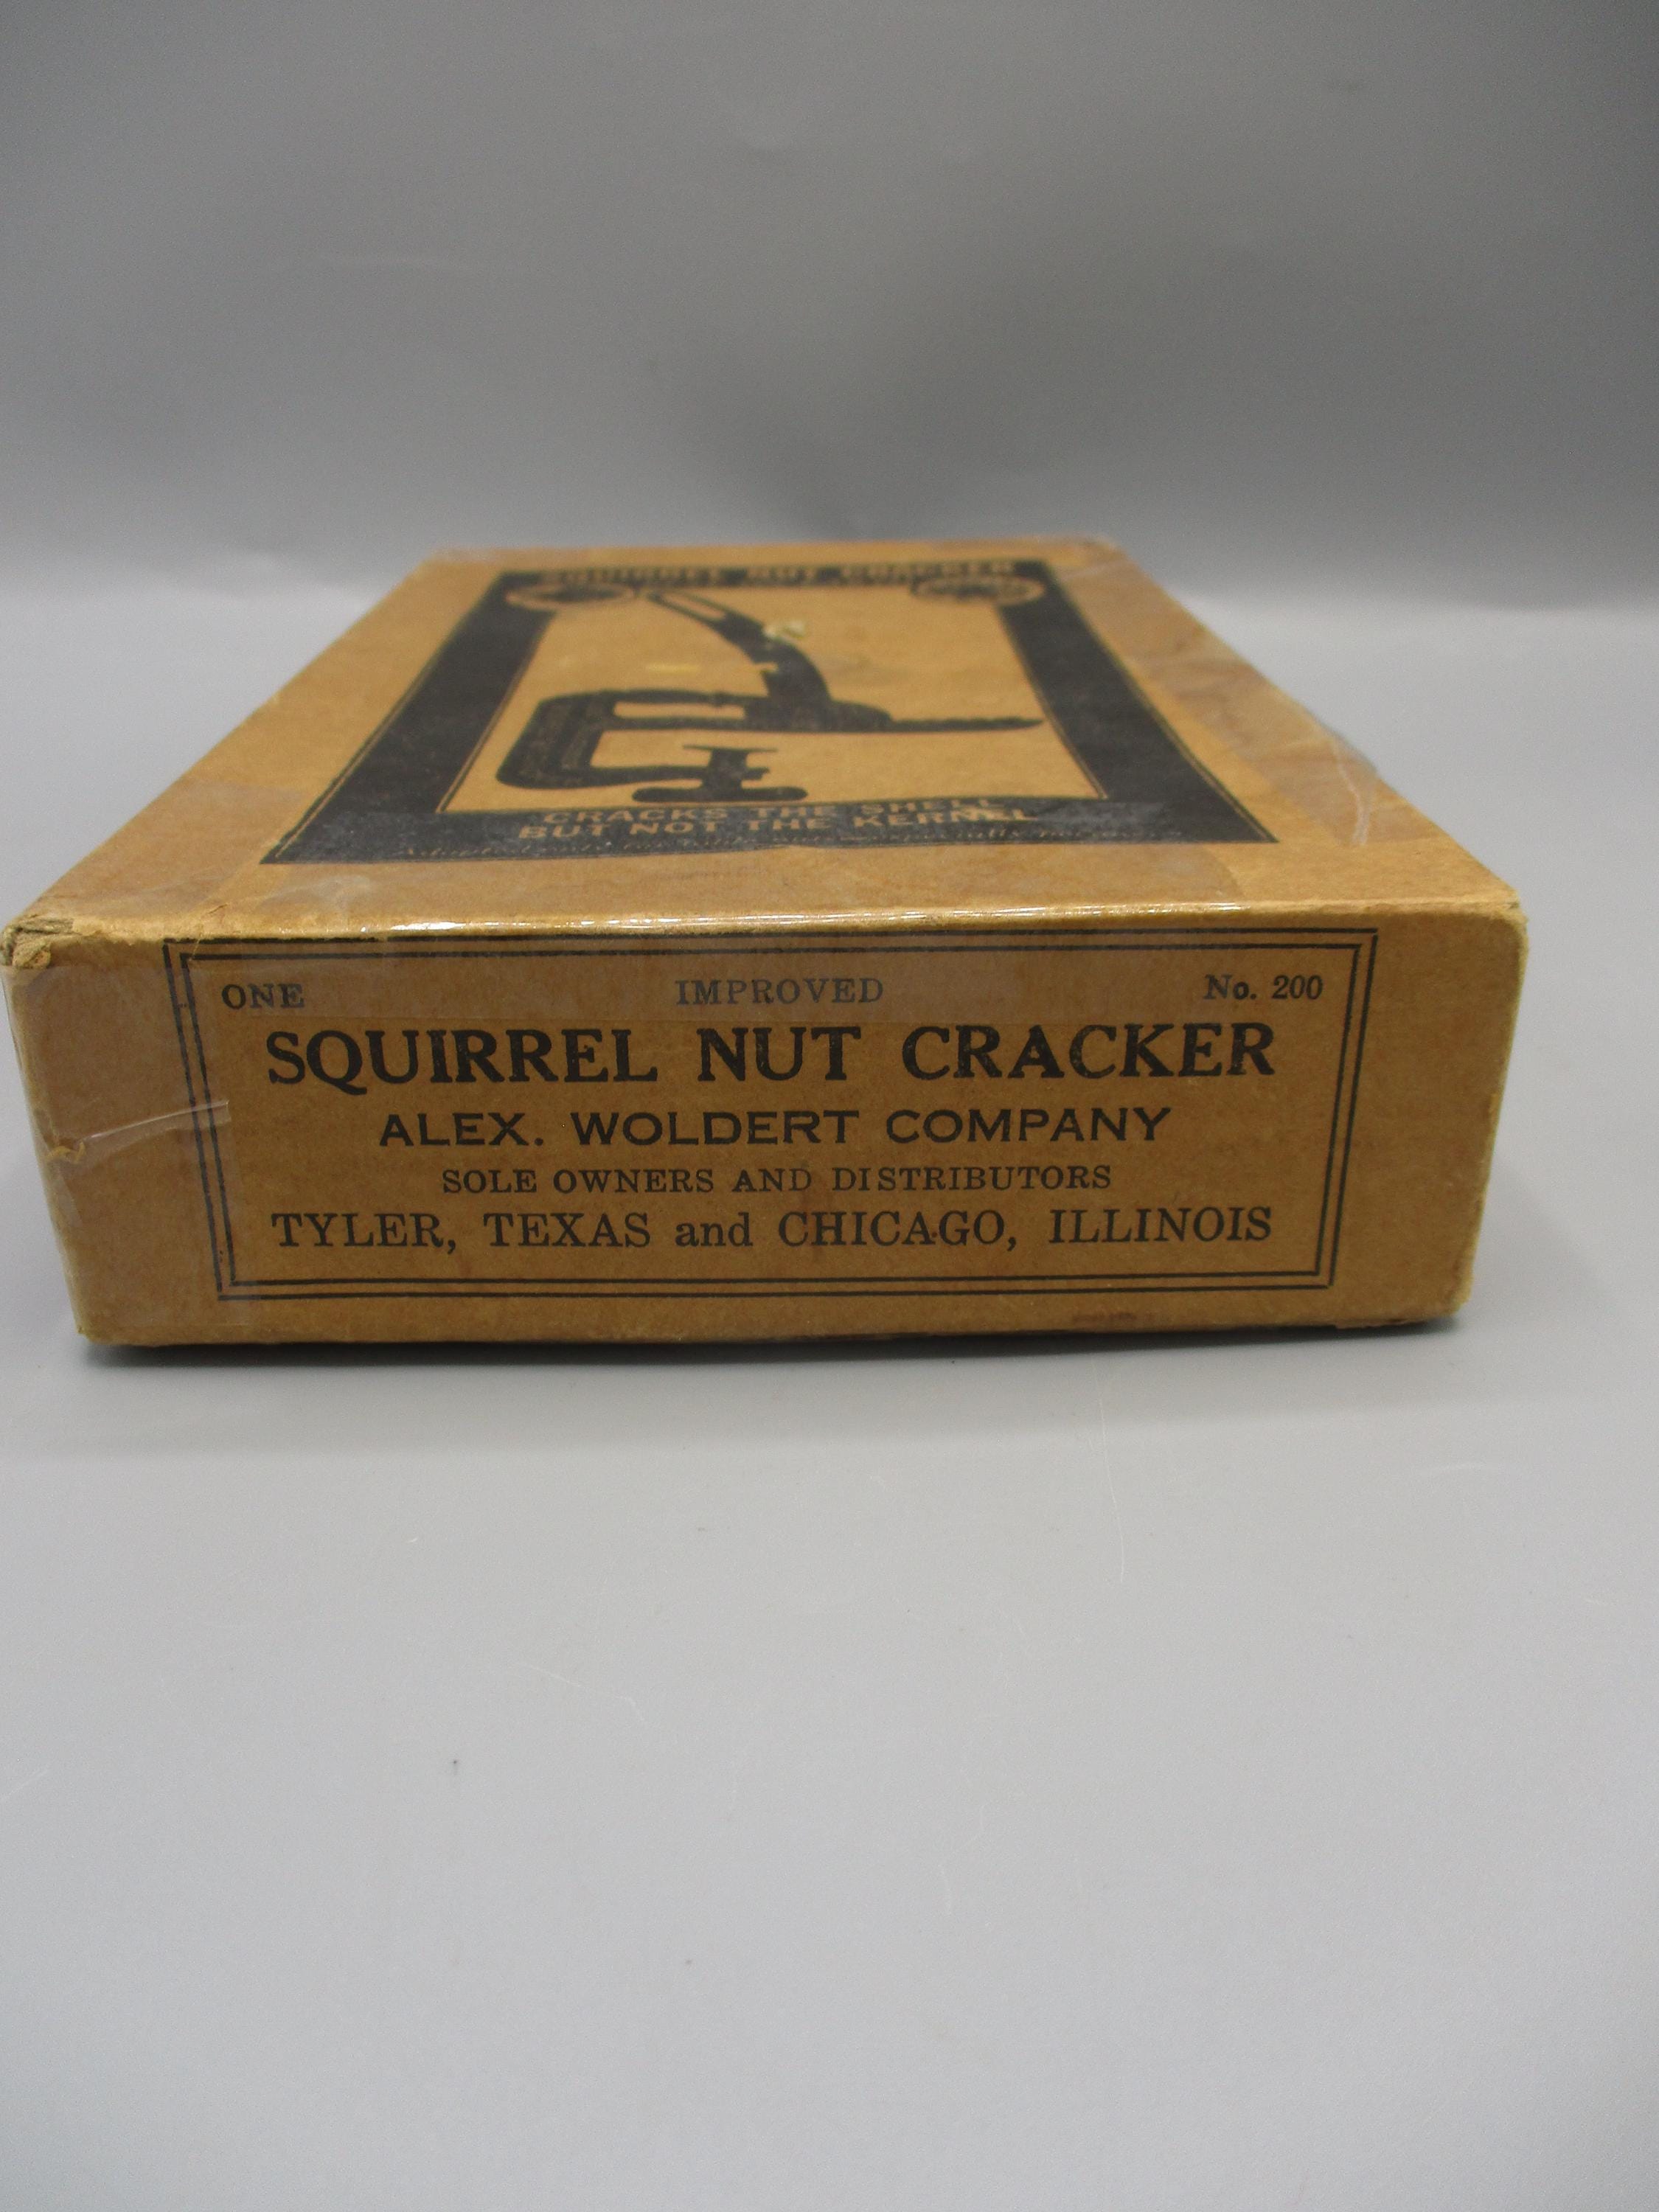 SQUIRREL NUT CRACKER
CRACKS THE SHELL
BUT NOT THE KERNEL
ONE IMPROVED No. 200
SQUIRREL NUT CRACKER
ALEX. WOLDERT COMPANY
SOLE OWNERS AND DISTRIBUTORS
TYLER, TEXAS and CHICAGO, ILLINOIS